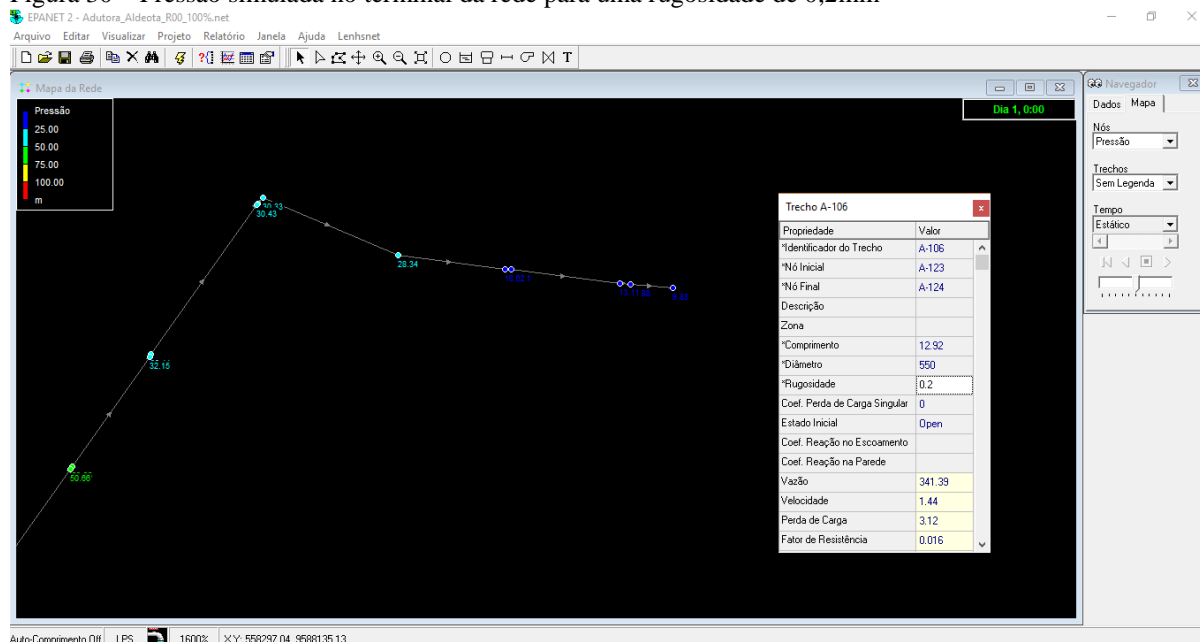 Figura 30 – Pressão simulada no terminal da rede para uma rugosidade de 0,2mm
EPANET 2 - Adutora_Aldeota_R00_100%.net
Arquivo Editar Visualizar Projeto Relatório Janela Ajuda Lenhsnet
Mapa da Rede
Pressão
25.00
50.00
75.00
100.00
m
Dia 1, 0:00
30.33
30.43
28.34
32.15
50.66
Trecho A-106
Propriedade Valor
*Identificador do Trecho A-106
*Nó Inicial A-123
*Nó Final A-124
Descrição
Zona
*Comprimento 12.92
*Diâmetro 550
*Rugosidade 0.2
Coef. Perda de Carga Singular 0
Estado Inicial Open
Coef. Reação no Escoamento
Coef. Reação na Parede
Vazão 341.39
Velocidade 1.44
Perda de Carga 3.12
Fator de Resistência 0.016
Navegador
Dados Mapa
Nós
Pressão
Trechos
Sem Legenda
Tempo
Estático
Auto-Comprimento Off LPS 1600% X,Y: 558297.04, 9588135.13